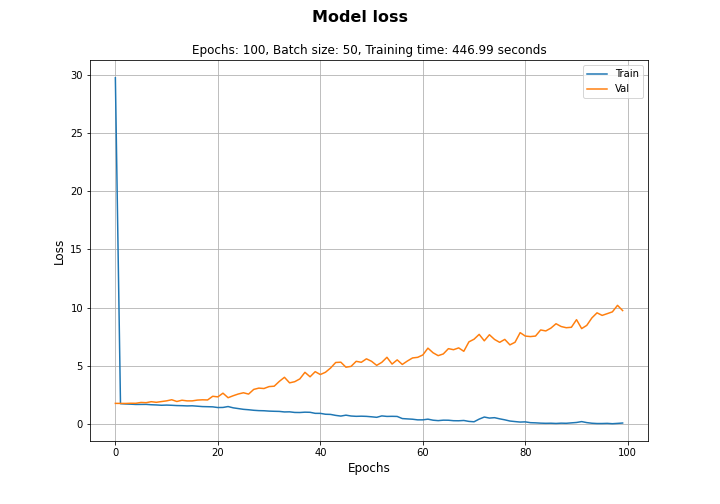 Model loss
Epochs: 100, Batch size: 50, Training time: 446.99 seconds
Train
Val
30
25
20
15
10
5
0
Loss
0
20
40
60
80
100
Epochs